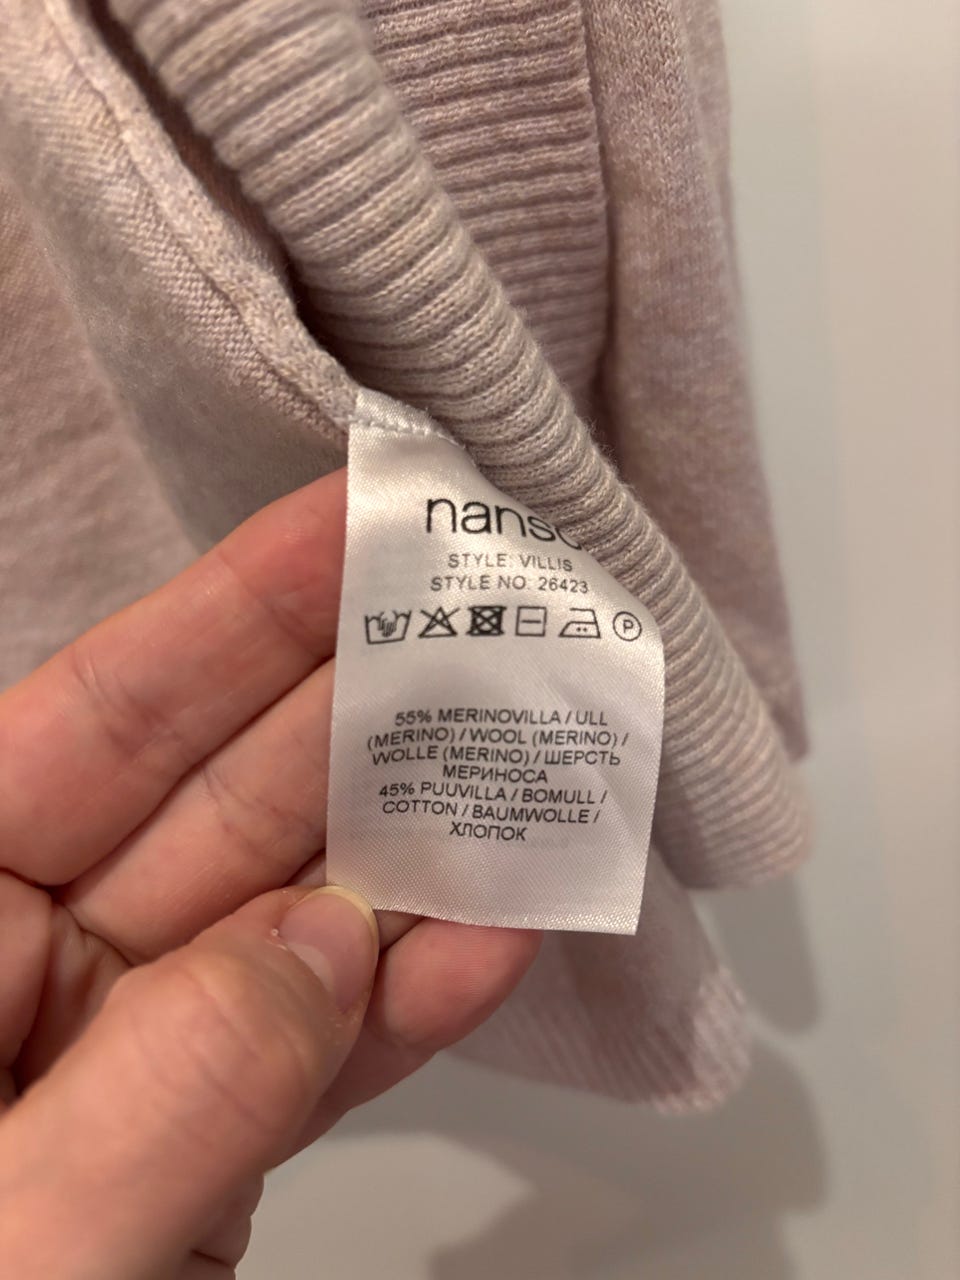 nanso
STYLE: VILLIS
STYLE NO: 26423
P
55% MERINOVILLA / ULL
(MERINO) / WOOL (MERINO) /
WOLLE (MERINO) / ШЕРСТЬ
МЕРИНОСА
45% PUUVILLA / BOMULL /
COTTON / BAUMWOLLE /
ХЛОПОК